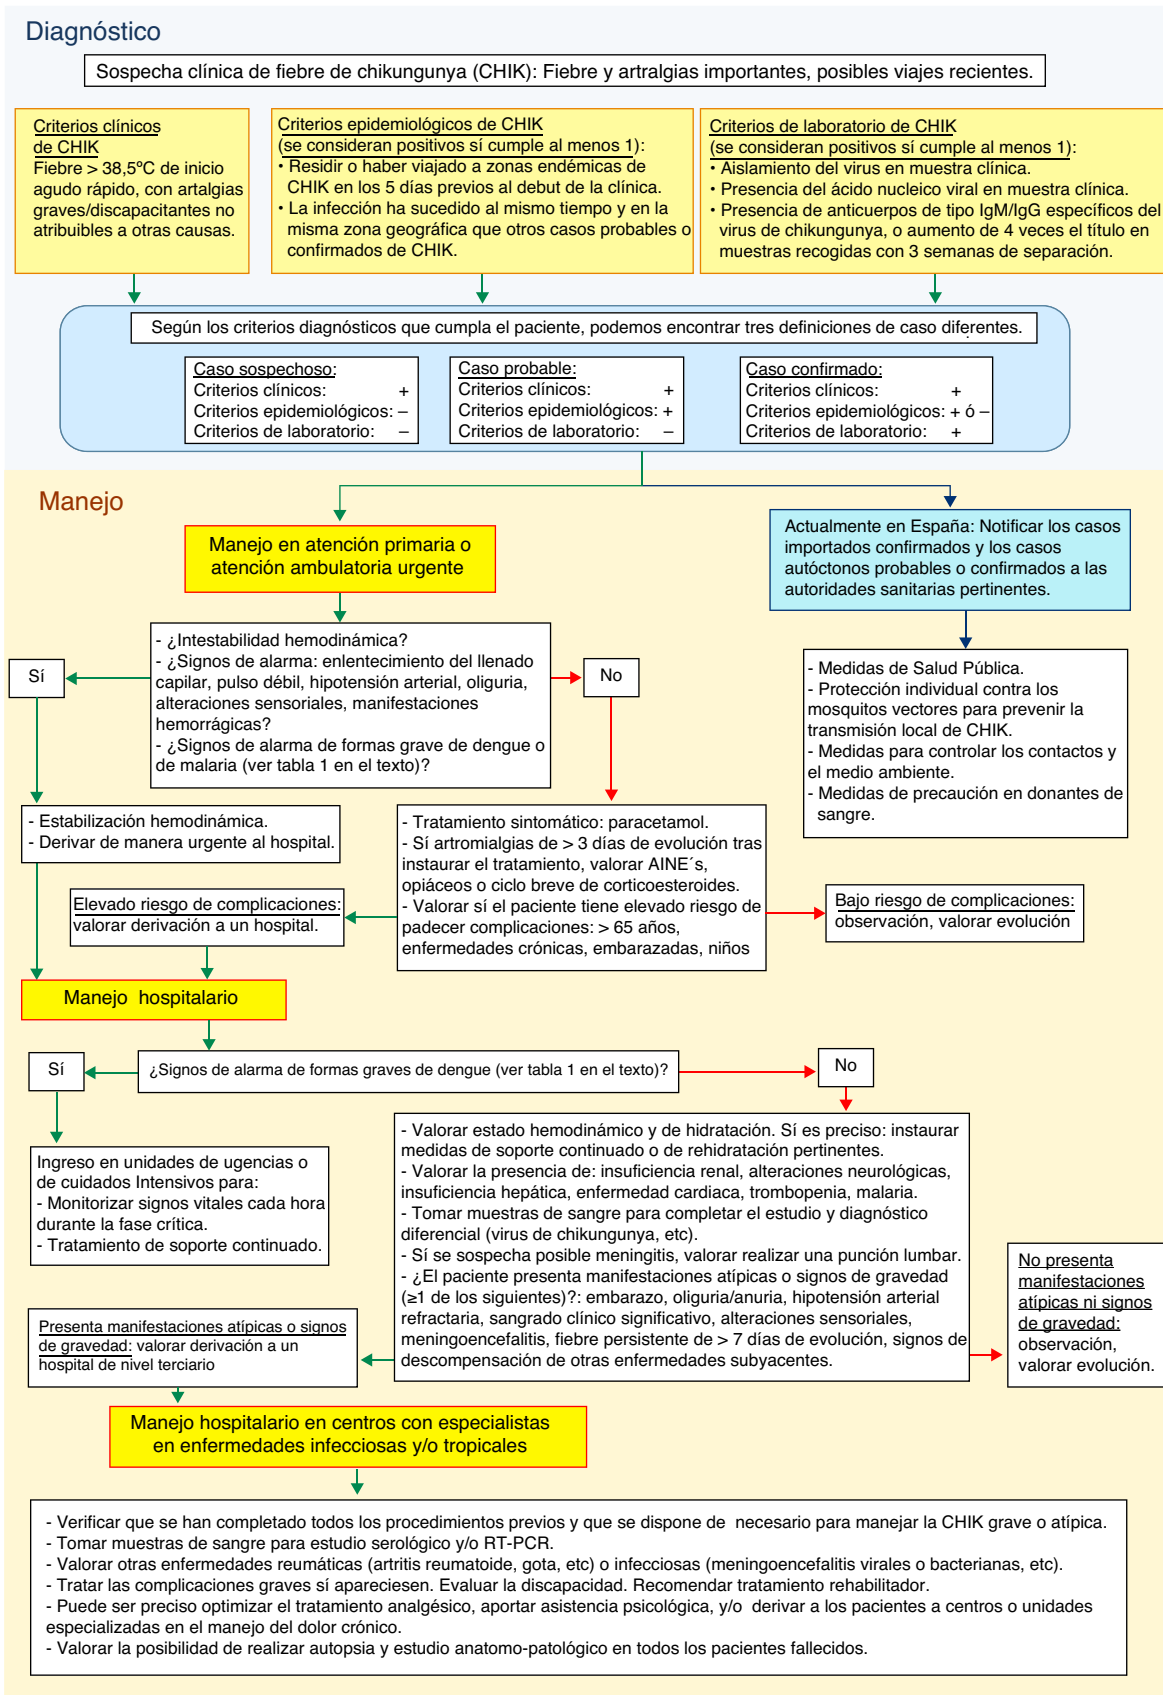 Diagnóstico
Sospecha clínica de fiebre de chikungunya (CHIK): Fiebre y artralgias importantes, posibles viajes recientes.
Criterios clínicos
de CHIK
Fiebre > 38,5ºC de inicio
agudo rápido, con artalgias
graves/discapacitantes no
atribuibles a otras causas.
Criterios epidemiológicos de CHIK
(se consideran positivos sí cumple al menos 1):
• Residir o haber viajado a zonas endémicas de
CHIK en los 5 días previos al debut de la clínica.
• La infección ha sucedido al mismo tiempo y en la
misma zona geográfica que otros casos probables o
confirmados de CHIK.
Criterios de laboratorio de CHIK
(se consideran positivos sí cumple al menos 1):
• Aislamiento del virus en muestra clínica.
• Presencia del ácido nucleico viral en muestra clínica.
• Presencia de anticuerpos de tipo IgM/IgG específicos del
virus de chikungunya, o aumento de 4 veces el título en
muestras recogidas con 3 semanas de separación.
Según los criterios diagnósticos que cumpla el paciente, podemos encontrar tres definiciones de caso diferentes.
Caso sospechoso:
Criterios clínicos: +
Criterios epidemiológicos: –
Criterios de laboratorio: –
Caso probable:
Criterios clínicos: +
Criterios epidemiológicos: +
Criterios de laboratorio: –
Caso confirmado:
Criterios clínicos: +
Criterios epidemiológicos: + ó –
Criterios de laboratorio: +
Manejo
Manejo en atención primaria o
atención ambulatoria urgente
Actualmente en España: Notificar los casos
importados confirmados y los casos
autóctonos probables o confirmados a las
autoridades sanitarias pertinentes.
- ¿Intestabilidad hemodinámica?
- ¿Signos de alarma: enlentecimiento del llenado
capilar, pulso débil, hipotensión arterial, oliguria,
alteraciones sensoriales, manifestaciones
hemorrágicas?
- ¿Signos de alarma de formas grave de dengue o
de malaria (ver tabla 1 en el texto)?
Sí
No
- Medidas de Salud Pública.
- Protección individual contra los
mosquitos vectores para prevenir la
transmisión local de CHIK.
- Medidas para controlar los contactos y
el medio ambiente.
- Medidas de precaución en donantes de
sangre.
- Estabilización hemodinámica.
- Derivar de manera urgente al hospital.
- Tratamiento sintomático: paracetamol.
- Sí artromialgias de > 3 días de evolución tras
instaurar el tratamiento, valorar AINE´s,
opiáceos o ciclo breve de corticoesteroides.
- Valorar sí el paciente tiene elevado riesgo de
padecer complicaciones: > 65 años,
enfermedades crónicas, embarazadas, niños
Elevado riesgo de complicaciones:
valorar derivación a un hospital.
Bajo riesgo de complicaciones:
observación, valorar evolución
Manejo hospitalario
¿Signos de alarma de formas graves de dengue (ver tabla 1 en el texto)?
Sí
No
Ingreso en unidades de ugencias o
de cuidados Intensivos para:
- Monitorizar signos vitales cada hora
durante la fase crítica.
- Tratamiento de soporte continuado.
- Valorar estado hemodinámico y de hidratación. Sí es preciso: instaurar
medidas de soporte continuado o de rehidratación pertinentes.
- Valorar la presencia de: insuficiencia renal, alteraciones neurológicas,
insuficiencia hepática, enfermedad cardiaca, trombopenia, malaria.
- Tomar muestras de sangre para completar el estudio y diagnóstico
diferencial (virus de chikungunya, etc).
- Sí se sospecha posible meningitis, valorar realizar una punción lumbar.
- ¿El paciente presenta manifestaciones atípicas o signos de gravedad
(≥1 de los siguientes)?: embarazo, oliguria/anuria, hipotensión arterial
refractaria, sangrado clínico significativo, alteraciones sensoriales,
meningoencefalitis, fiebre persistente de > 7 días de evolución, signos de
descompensación de otras enfermedades subyacentes.
No presenta
manifestaciones
atípicas ni signos
de gravedad:
observación,
valorar evolución.
Presenta manifestaciones atípicas o signos
de gravedad: valorar derivación a un
hospital de nivel terciario
Manejo hospitalario en centros con especialistas
en enfermedades infecciosas y/o tropicales
- Verificar que se han completado todos los procedimientos previos y que se dispone de necesario para manejar la CHIK grave o atípica.
- Tomar muestras de sangre para estudio serológico y/o RT-PCR.
- Valorar otras enfermedades reumáticas (artritis reumatoide, gota, etc) o infecciosas (meningoencefalitis virales o bacterianas, etc).
- Tratar las complicaciones graves sí apareciesen. Evaluar la discapacidad. Recomendar tratamiento rehabilitador.
- Puede ser preciso optimizar el tratamiento analgésico, aportar asistencia psicológica, y/o derivar a los pacientes a centros o unidades
especializadas en el manejo del dolor crónico.
- Valorar la posibilidad de realizar autopsia y estudio anatomo-patológico en todos los pacientes fallecidos.